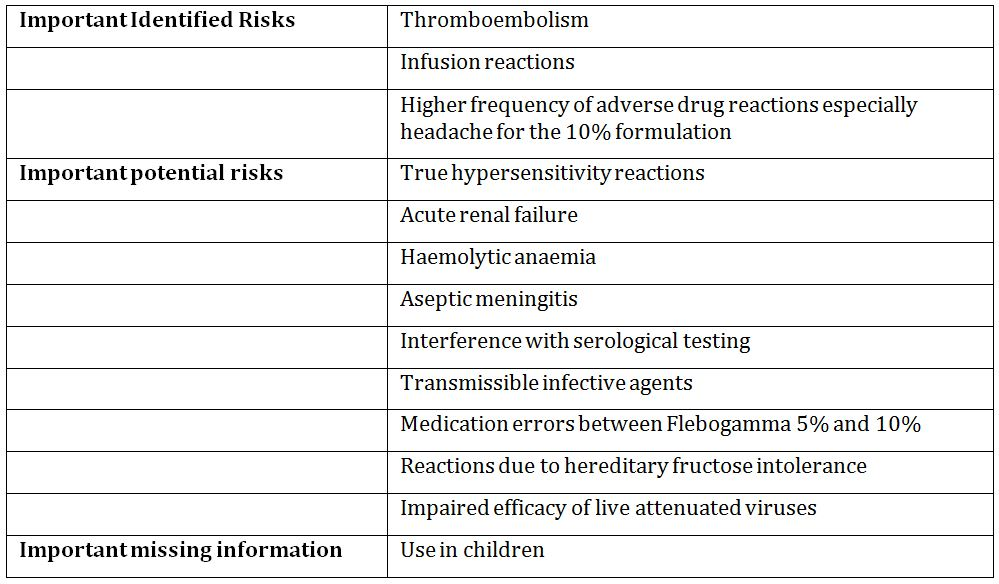 Important Identified Risks Thromboembolism
Infusion reactions
Higher frequency of adverse drug reactions especially
headache for the 10% formulation
Important potential risks True hypersensitivity reactions
Acute renal failure
Haemolytic anaemia
Aseptic meningitis
Interference with serological testing
Transmissible infective agents
Medication errors between Flebogamma 5% and 10%
Reactions due to hereditary fructose intolerance
Impaired efficacy of live attenuated viruses
Important missing information Use in children